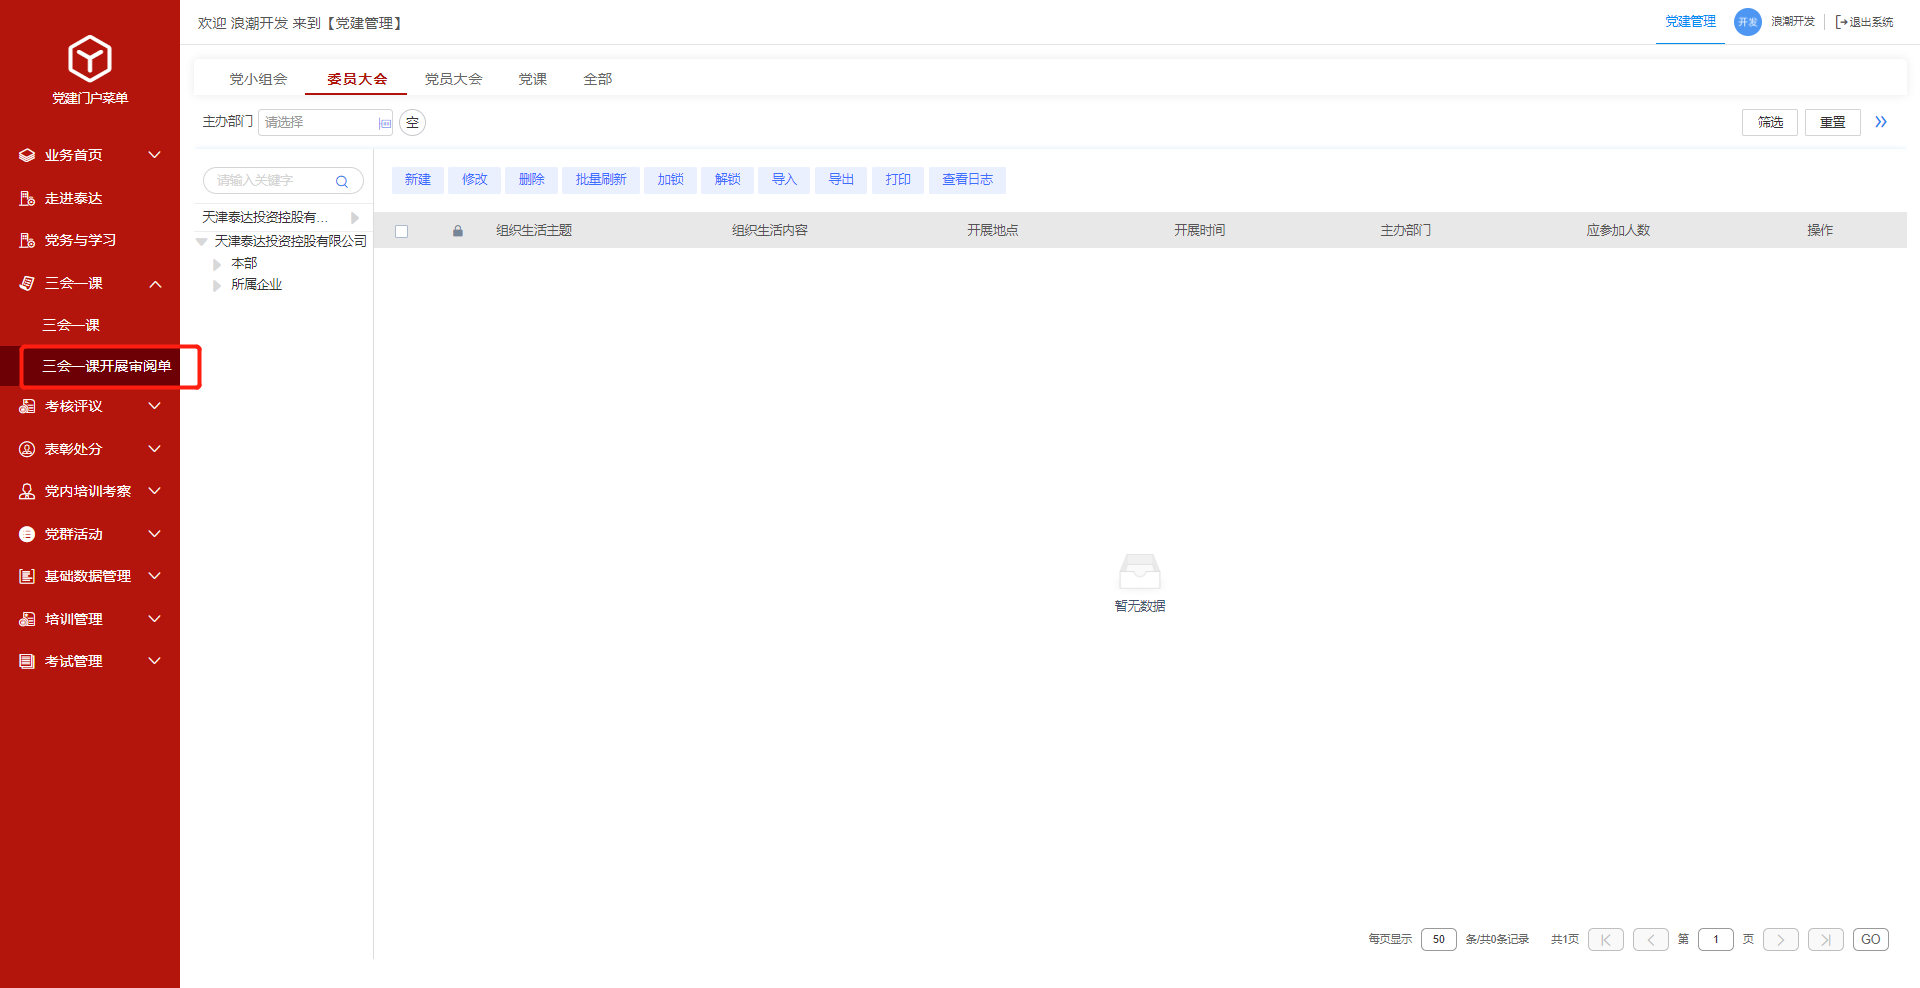 党建门户菜单
业务首页
走进泰达
党务与学习
三会一课
三会一课
三会一课开展审阅单
考核评议
表彰处分
党内培训考察
党群活动
基础数据管理
培训管理
考试管理
欢迎 浪潮开发 来到【党建管理】
党建管理 开发 浪潮开发 退出系统
党小组会 委员大会 党员大会 党课 全部
主办部门 请选择 空 筛选 重置
请输入关键字
天津泰达投资控股有...
天津泰达投资控股有限公司
本部
所属企业
新建 修改 删除 批量刷新 加锁 解锁 导入 导出 打印 查看日志
组织生活主题 组织生活内容 开展地点 开展时间 主办部门 应参加人数 操作
暂无数据
每页显示 50 条/共0条记录 共1页 第 1 页 GO